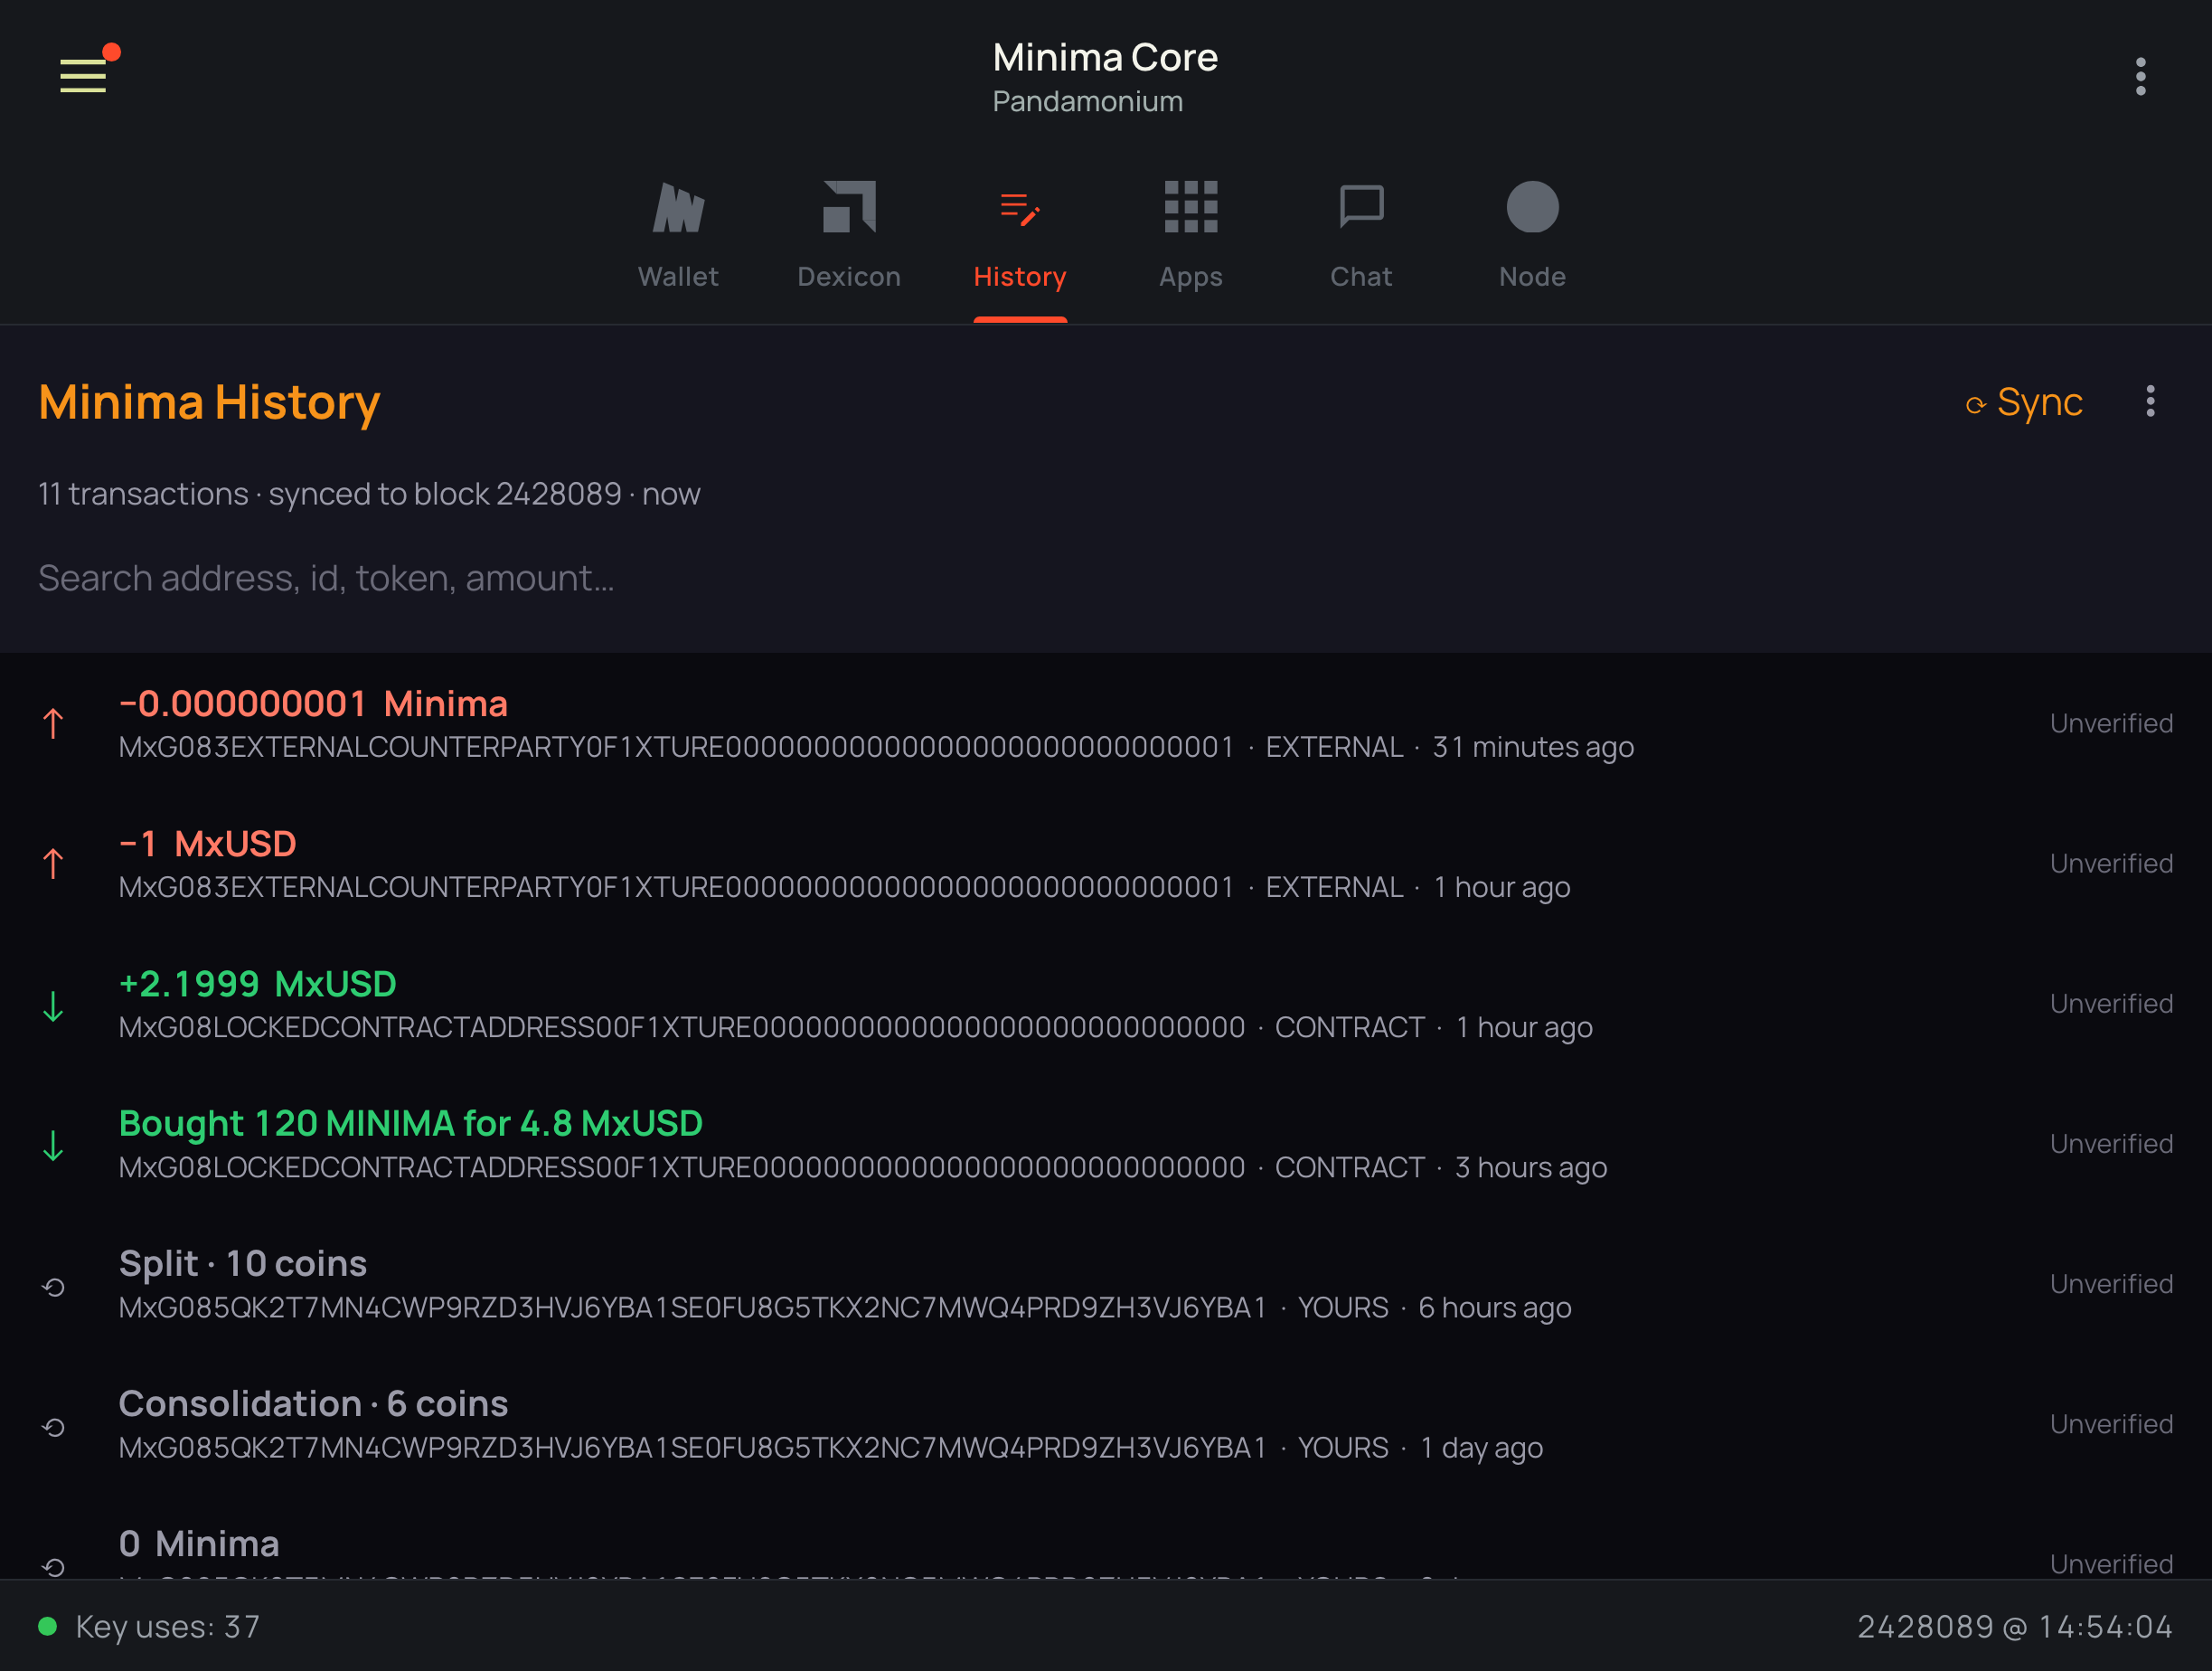 Minima Core
Pandamonium
Wallet
Dexicon
History
Apps
Chat
Node
Minima History
Sync
11 transactions · synced to block 2428089 · now
Search address, id, token, amount...
−0.000000001 Minima
Unverified
· EXTERNAL · 31 minutes ago
−1 MxUSD
Unverified
· EXTERNAL · 1 hour ago
+2.1999 MxUSD
Unverified
· CONTRACT · 1 hour ago
Bought 120 MINIMA for 4.8 MxUSD
Unverified
· CONTRACT · 3 hours ago
Split · 10 coins
Unverified
MxG085QK2T7MN4CWP9RZD3HVJ6YBA1SE0FU8G5TKX2NC7MWQ4PRD9ZH3VJ6YBA1 · YOURS · 6 hours ago
Consolidation · 6 coins
Unverified
MxG085QK2T7MN4CWP9RZD3HVJ6YBA1SE0FU8G5TKX2NC7MWQ4PRD9ZH3VJ6YBA1 · YOURS · 1 day ago
0 Minima
Unverified
Key uses: 37
2428089 @ 14:54:04